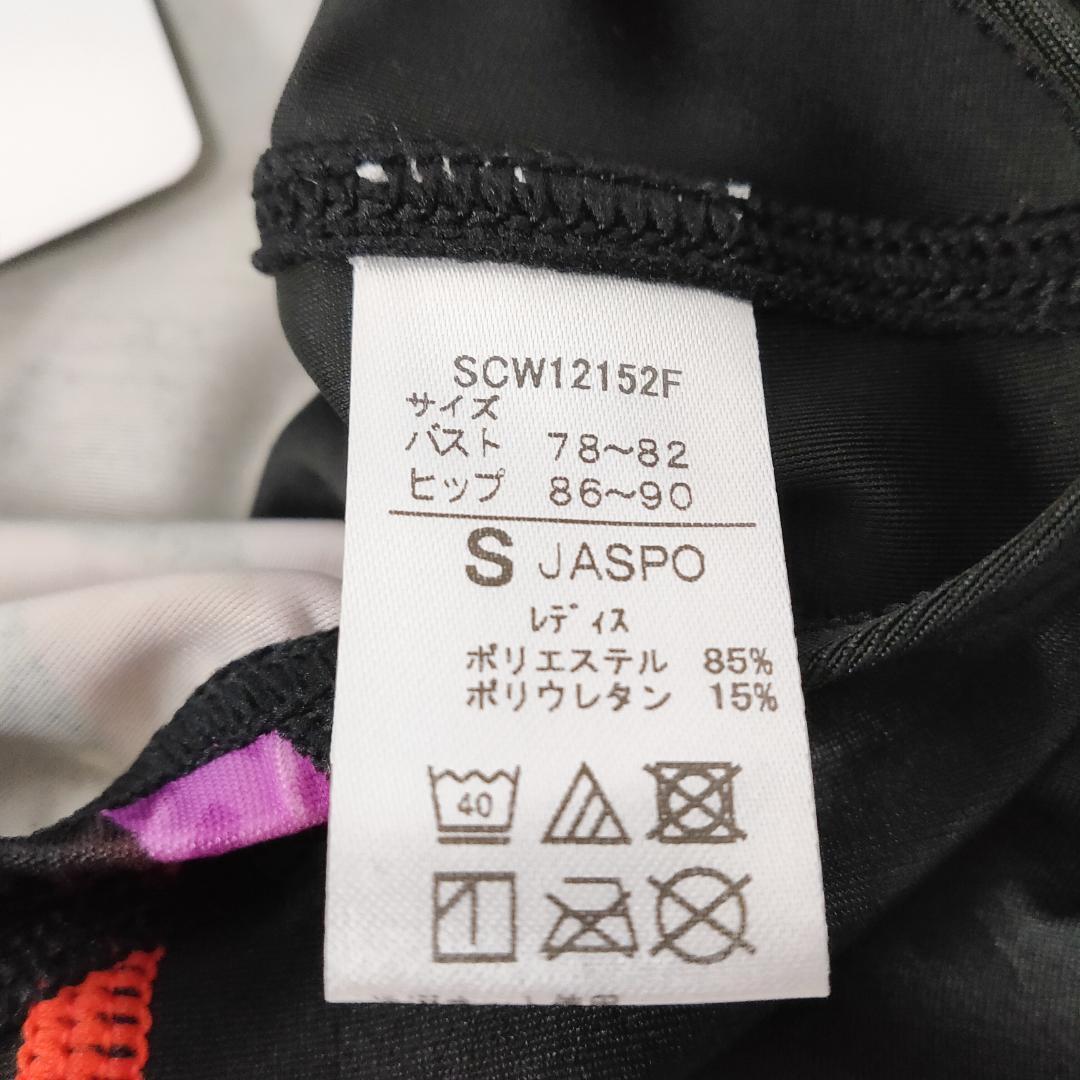 SCW12152F
サイズ
バスト 78～82
ヒップ 86～90
S JASPO
レディス
ポリエステル 85%
ポリウレタン 15%
40